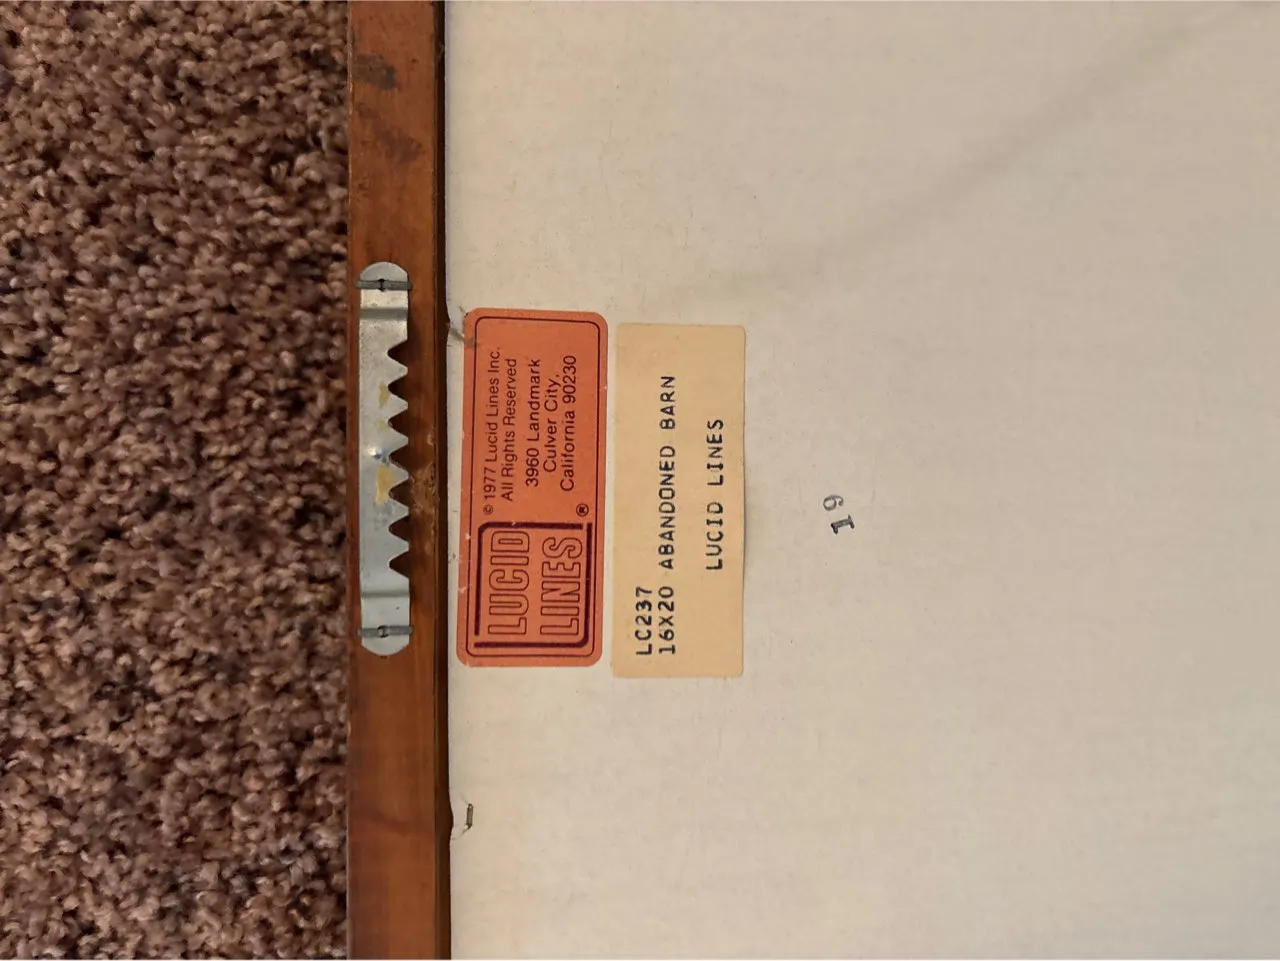 LUCID
LINES
®
© 1977 Lucid Lines Inc.
All Rights Reserved
3960 Landmark
Culver City,
California 90230
LC237
16X20 ABANDONED BARN
LUCID LINES
19